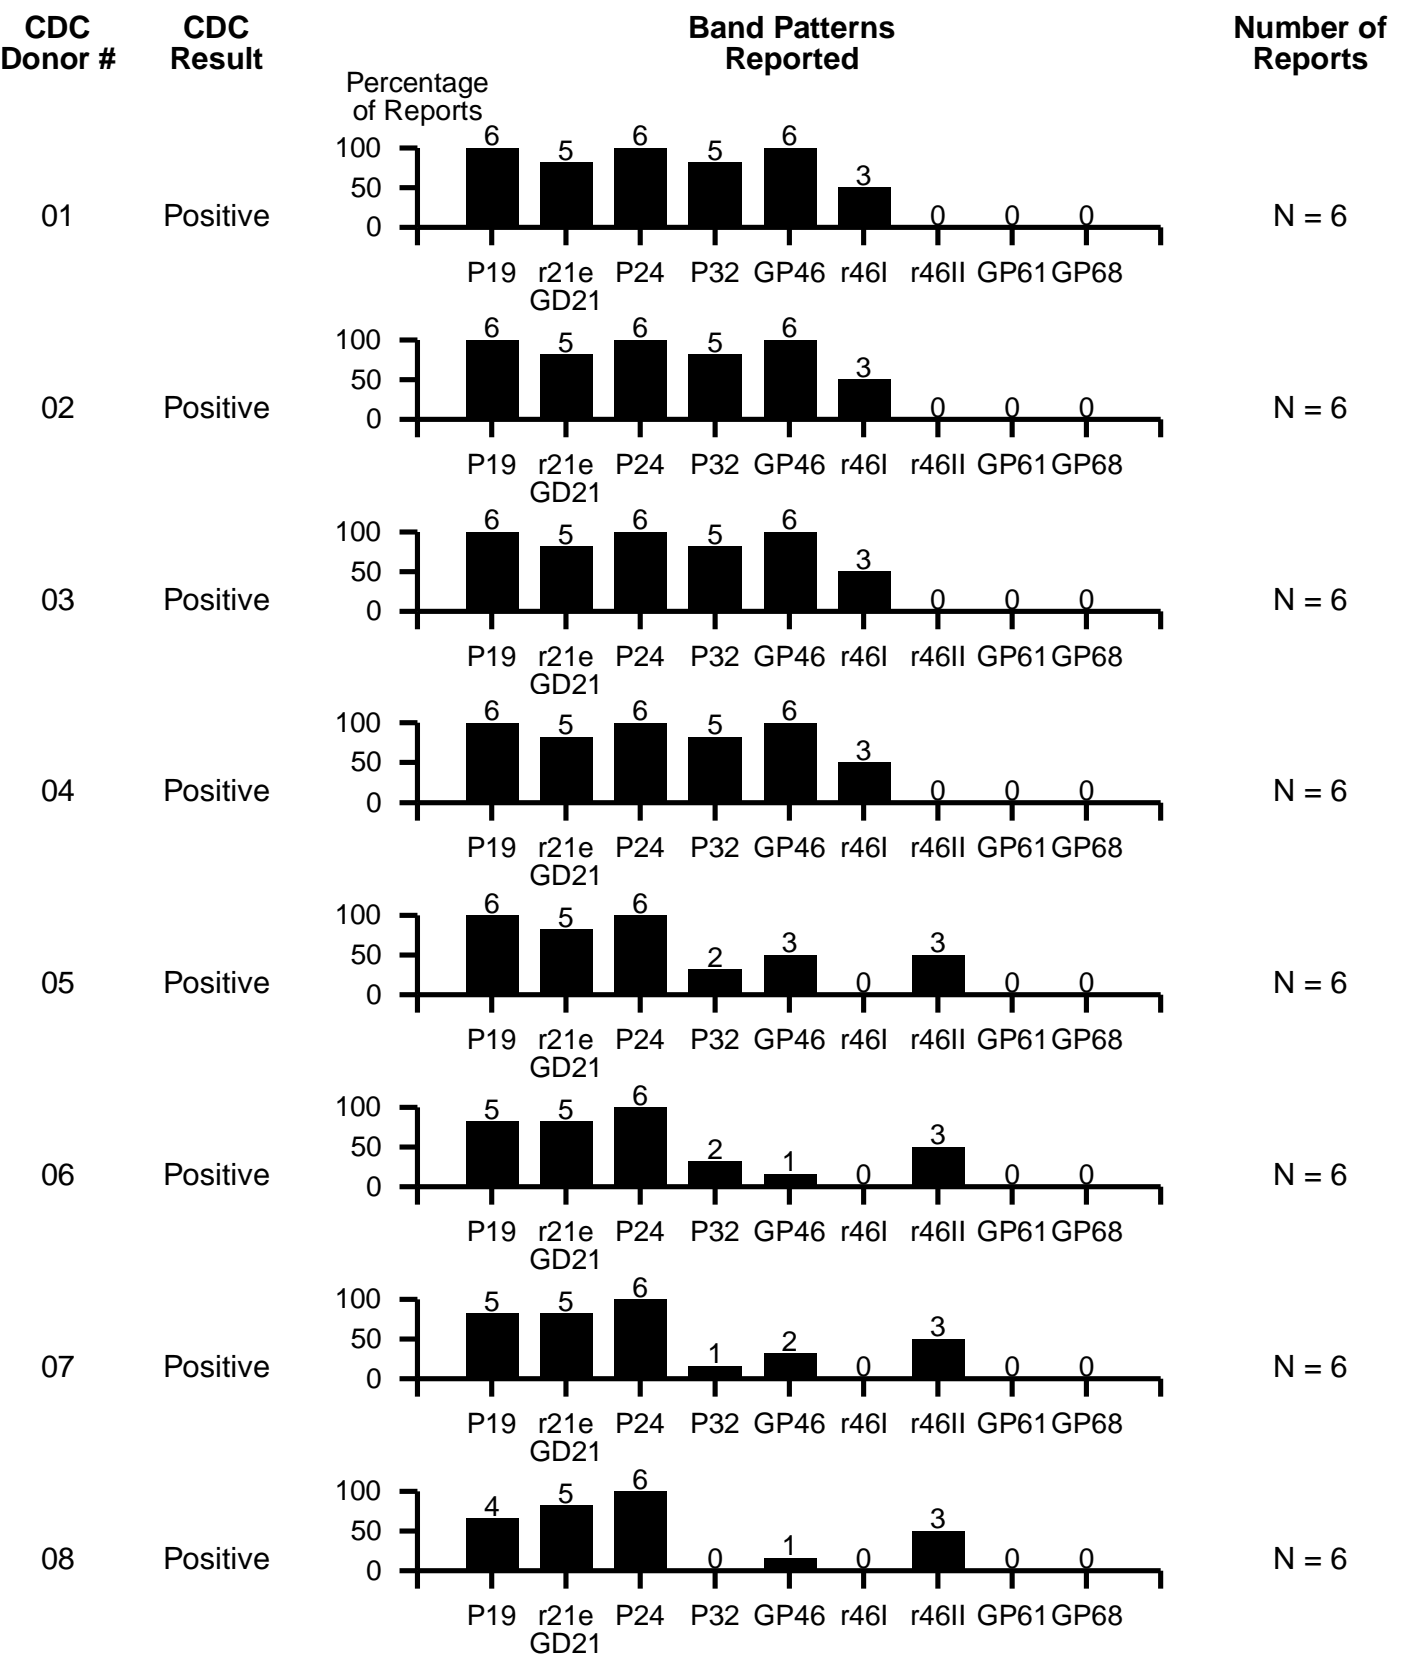 CDC Donor # CDC Result Band Patterns Reported Number of Reports
Percentage
of Reports
6 5 6 5 6 3 0 0 0
100
50
0
01 Positive N = 6
P19 r21e P24 P32 GP46 r46I r46II GP61 GP68
GD21
6 5 6 5 6 3 0 0 0
100
50
0
02 Positive N = 6
P19 r21e P24 P32 GP46 r46I r46II GP61 GP68
GD21
6 5 6 5 6 3 0 0 0
100
50
0
03 Positive N = 6
P19 r21e P24 P32 GP46 r46I r46II GP61 GP68
GD21
6 5 6 5 6 3 0 0 0
100
50
0
04 Positive N = 6
P19 r21e P24 P32 GP46 r46I r46II GP61 GP68
GD21
6 5 6 2 3 0 3 0 0
100
50
0
05 Positive N = 6
P19 r21e P24 P32 GP46 r46I r46II GP61 GP68
GD21
5 5 6 2 1 0 3 0 0
100
50
0
06 Positive N = 6
P19 r21e P24 P32 GP46 r46I r46II GP61 GP68
GD21
5 5 6 1 2 0 3 0 0
100
50
0
07 Positive N = 6
P19 r21e P24 P32 GP46 r46I r46II GP61 GP68
GD21
4 5 6 0 1 0 3 0 0
100
50
0
08 Positive N = 6
P19 r21e P24 P32 GP46 r46I r46II GP61 GP68
GD21